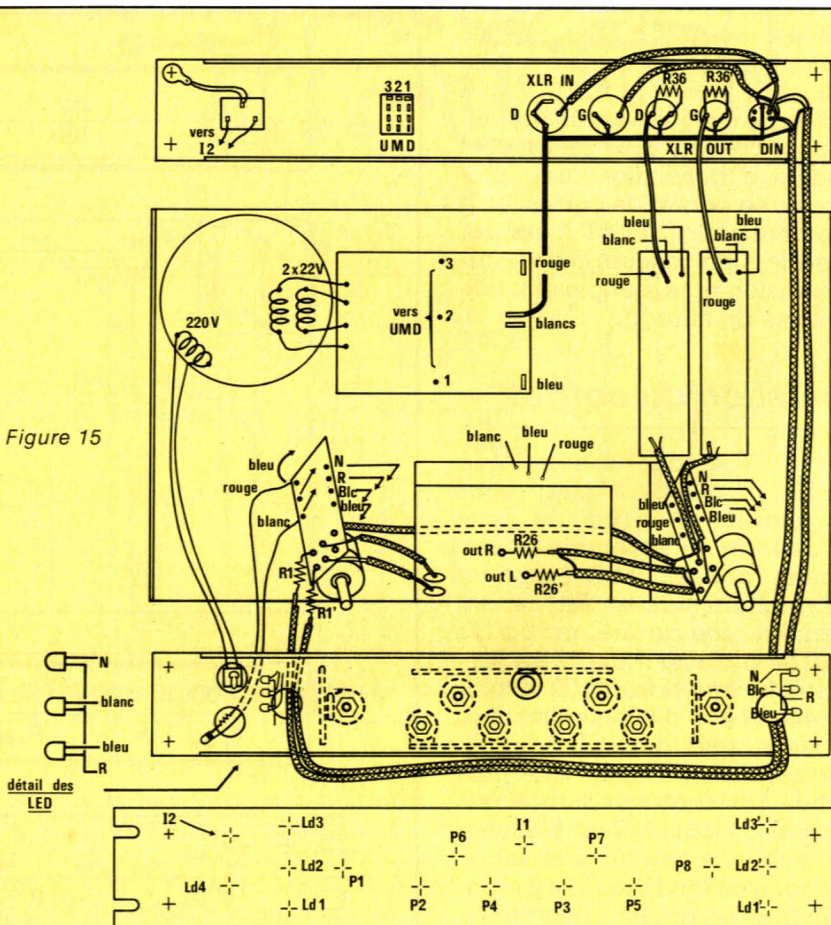 XLR IN
R36 R36'
321
D G D G
vers
I2
UMD
XLR OUT DIN
bleu
blanc
rouge
bleu
blanc
rouge
2x22V
220V
3
vers
UMD
2
1
rouge
blancs
bleu
Figure 15
blanc bleu rouge
bleu
rouge
blanc
N
R
Blc
bleu
R1
R1'
out R R26
out L R26'
bleu
rouge
blanc
N
R
Blc
Bleu
N
blanc
bleu
R
N
Blc
R
Bleu
détail des
LED
I2
Ld3
P6
I1
P7
Ld3'
Ld4
Ld2
P1
P8
Ld2'
Ld1
P2
P4
P3
P5
Ld1'